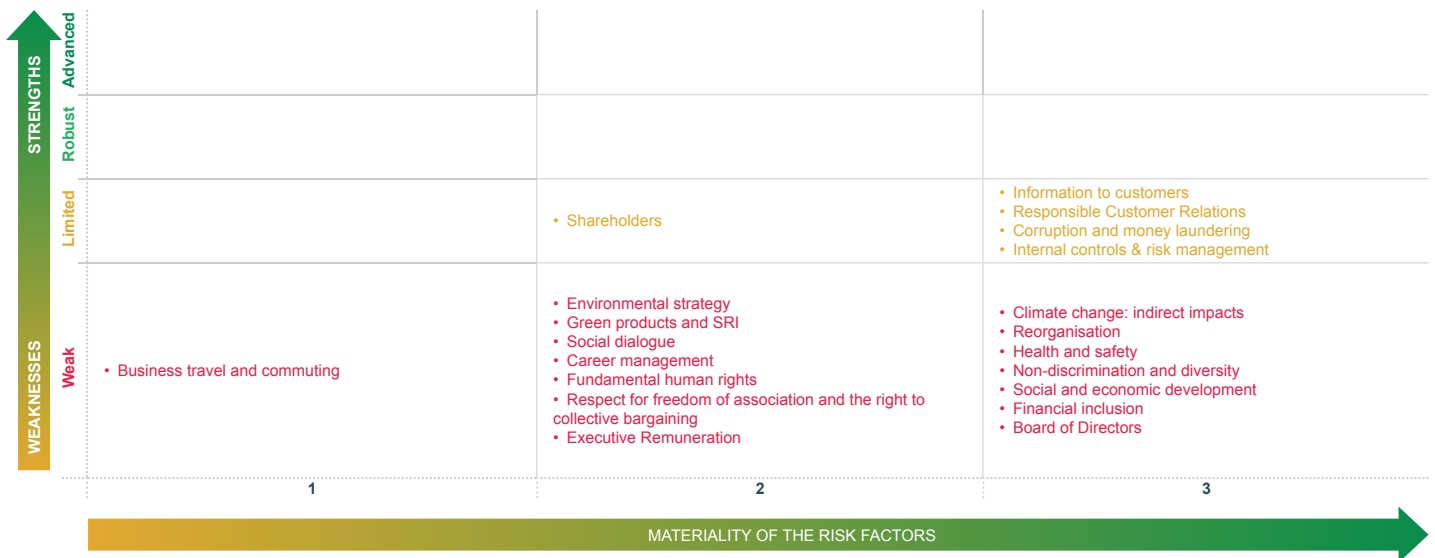 STRENGTHS
WEAKNESSES
Advanced
Robust
Limited
• Shareholders
• Information to customers
• Responsible Customer Relations
• Corruption and money laundering
• Internal controls & risk management
Weak
• Business travel and commuting
• Environmental strategy
• Green products and SRI
• Social dialogue
• Career management
• Fundamental human rights
• Respect for freedom of association and the right to
collective bargaining
• Executive Remuneration
• Climate change: indirect impacts
• Reorganisation
• Health and safety
• Non-discrimination and diversity
• Social and economic development
• Financial inclusion
• Board of Directors
1
2
3
MATERIALITY OF THE RISK FACTORS